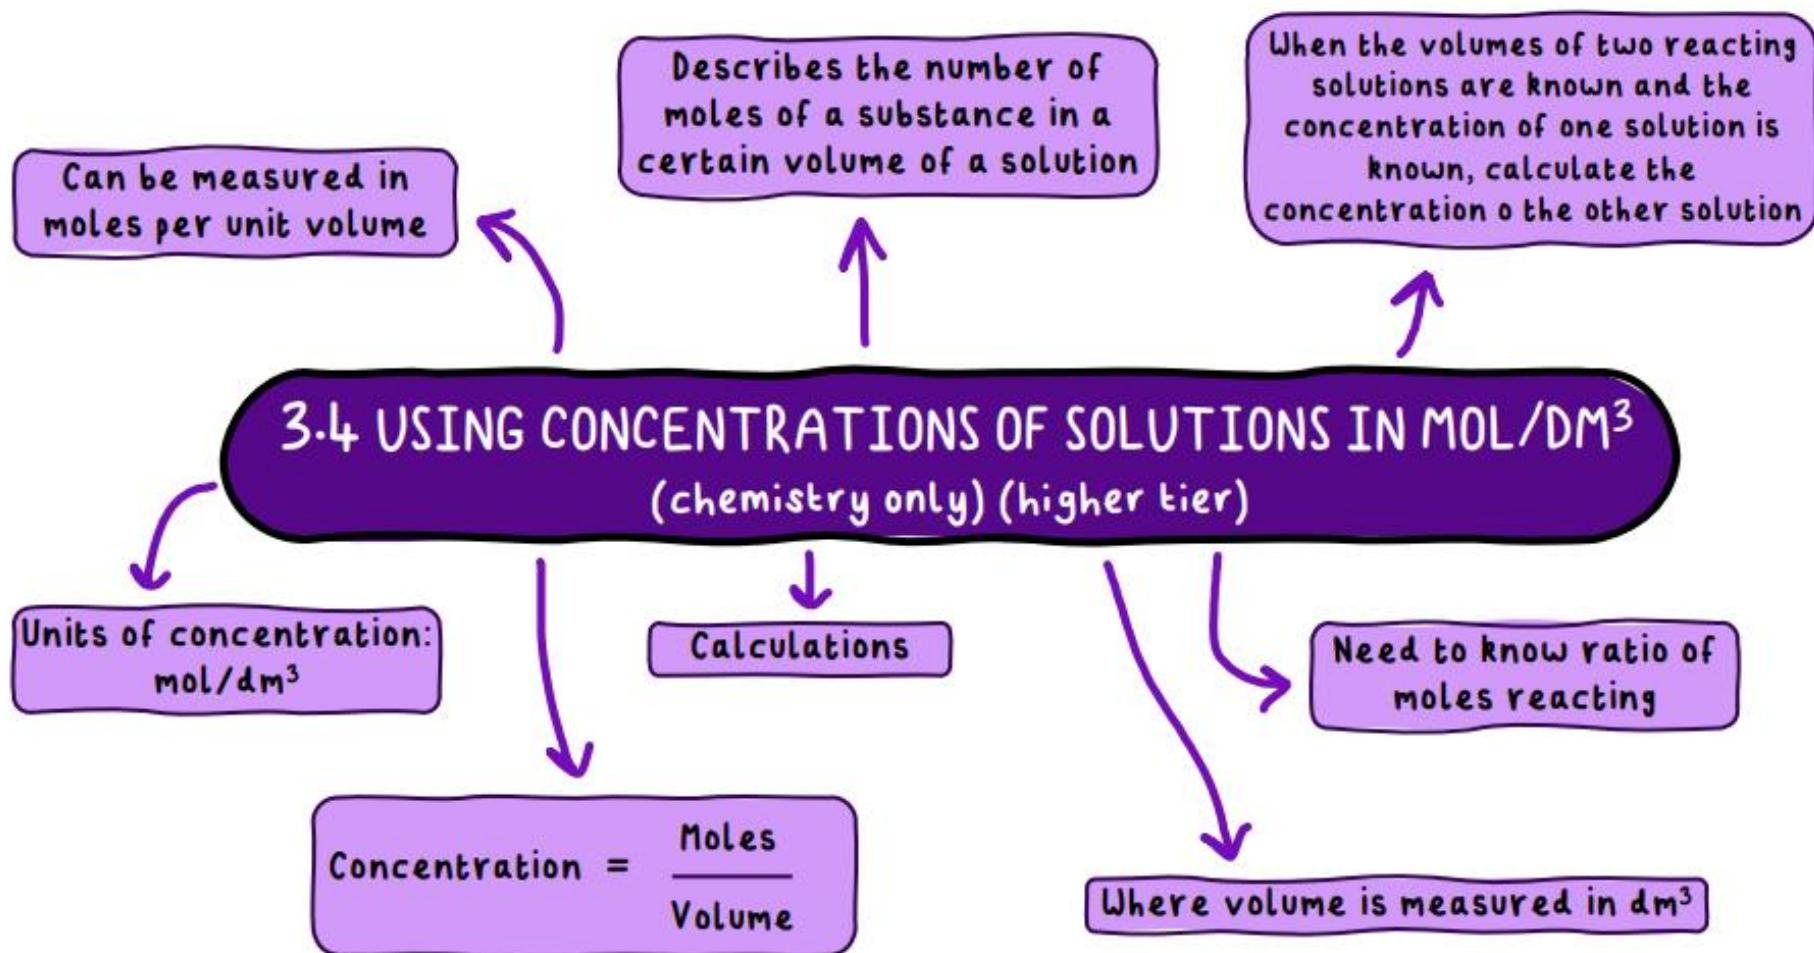 Can be measured in
moles per unit volume
Describes the number of
moles of a substance in a
certain volume of a solution
When the volumes of two reacting
solutions are known and the
concentration of one solution is
known, calculate the
concentration o the other solution
3.4 USING CONCENTRATIONS OF SOLUTIONS IN MOL/DM³
(chemistry only) (higher tier)
Units of concentration:
mol/dm³
Calculations
Need to know ratio of
moles reacting
Concentration = Moles
Volume
Where volume is measured in dm³